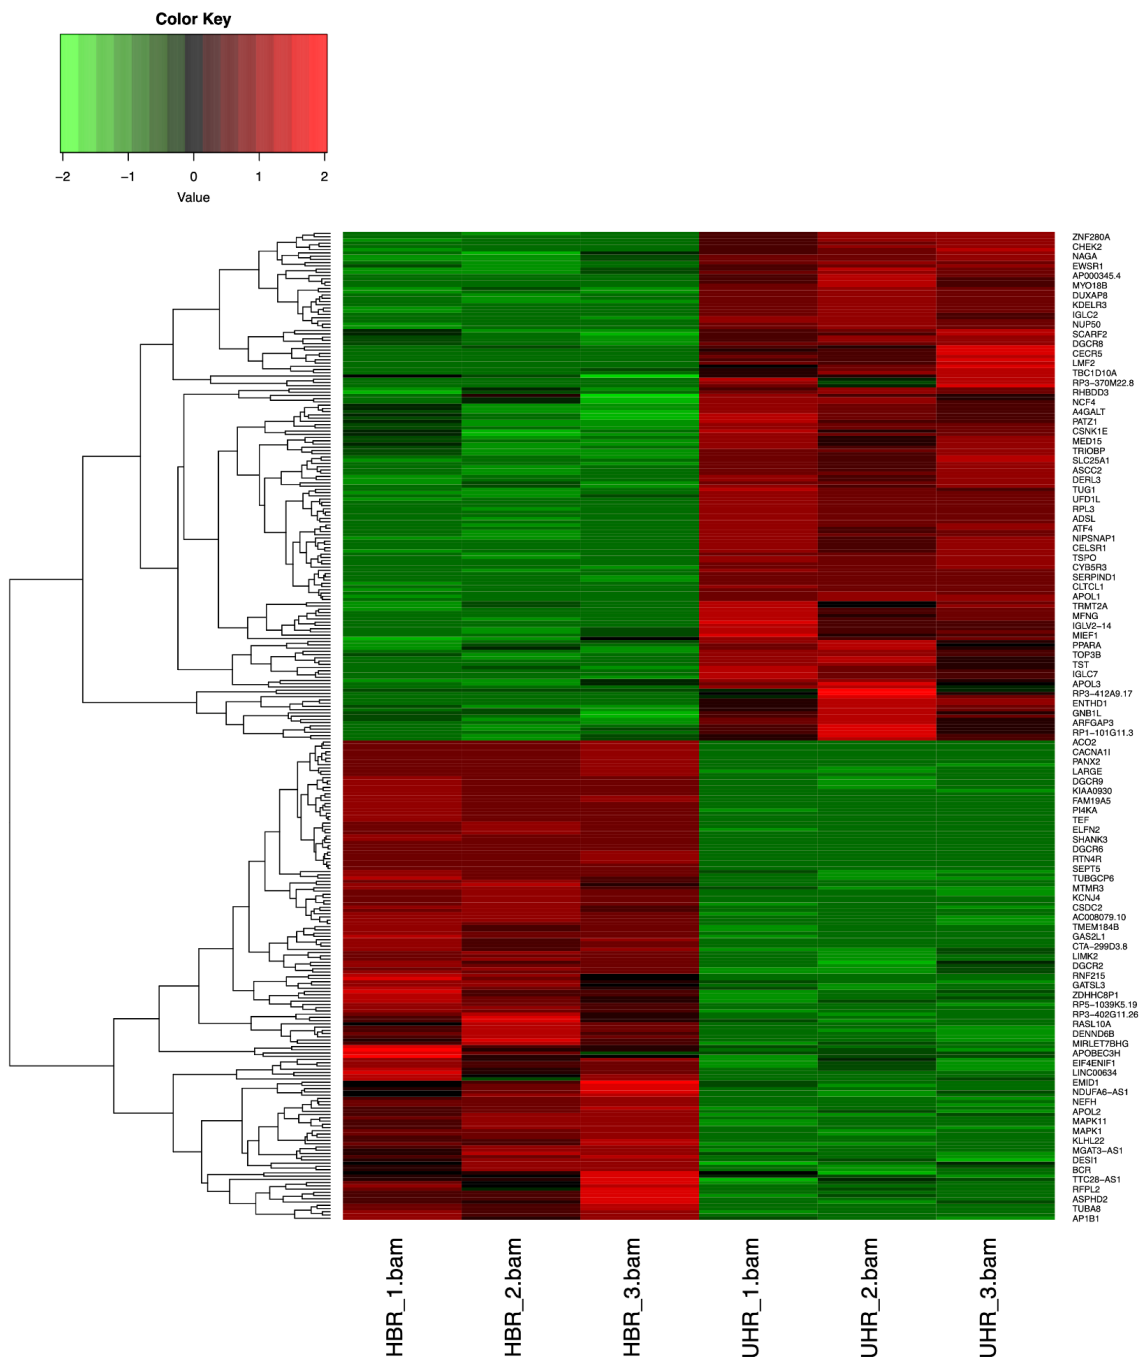 Color Key
−2 −1 0 1 2
Value
ZNF280A
CHEK2
NAGA
EWSR1
AP000345.4
MYO18B
DUXAP8
KDELR3
IGLC2
NUP50
SCARF2
DGCR8
CECR5
LMF2
TBC1D10A
RP3−370M22.8
RHBDD3
NCF4
A4GALT
PATZ1
CSNK1E
MED15
TRIOBP
SLC25A1
ASCC2
DERL3
TUG1
UFD1L
RPL3
ADSL
ATF4
NIPSNAP1
CELSR1
TSPO
CYB5R3
SERPIND1
CLTCL1
APOL1
TRMT2A
MFNG
IGLV2−14
MIEF1
PPARA
TOP3B
TST
IGLC7
APOL3
RP3−412A9.17
ENTHD1
GNB1L
ARFGAP3
RP1−101G11.3
ACO2
CACNA1I
PANX2
LARGE
DGCR9
KIAA0930
FAM19A5
PI4KA
TEF
ELFN2
SHANK3
DGCR6
RTN4R
SEPT5
TUBGCP6
MTMR3
KCNJ4
CSDC2
AC008079.10
TMEM184B
GAS2L1
CTA−299D3.8
LIMK2
DGCR2
RNF215
GATSL3
ZDHHC8P1
RP5−1039K5.19
RP3−402G11.26
RASL10A
DENND6B
MIRLET7BHG
APOBEC3H
EIF4ENIF1
LINC00634
EMID1
NDUFA6−AS1
NEFH
APOL2
MAPK11
MAPK1
KLHL22
MGAT3−AS1
DESI1
BCR
TTC28−AS1
RFPL2
ASPHD2
TUBA8
AP1B1
HBR_1.bam
HBR_2.bam
HBR_3.bam
UHR_1.bam
UHR_2.bam
UHR_3.bam